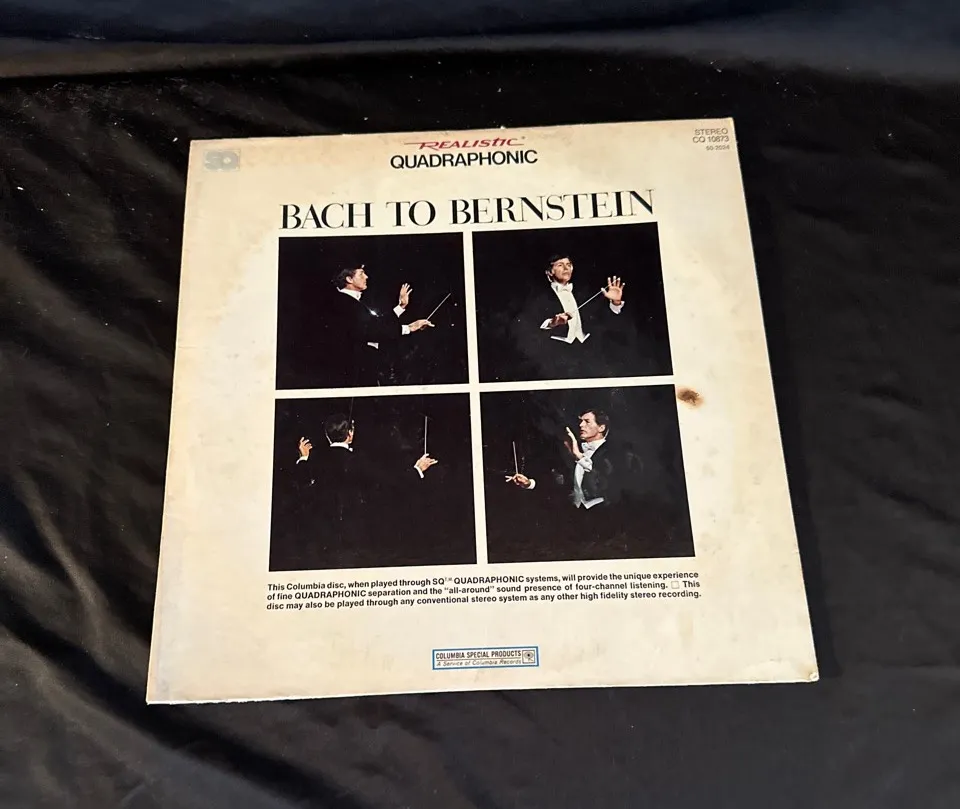 SQ
REALISTIC®
QUADRAPHONIC
STEREO
CQ 10873
50-2034
BACH TO BERNSTEIN
This Columbia disc, when played through SQ™ QUADRAPHONIC systems, will provide the unique experience
of fine QUADRAPHONIC separation and the "all-around" sound presence of four-channel listening. □ This
disc may also be played through any conventional stereo system as any other high fidelity stereo recording.
COLUMBIA SPECIAL PRODUCTS
A Service of Columbia Records